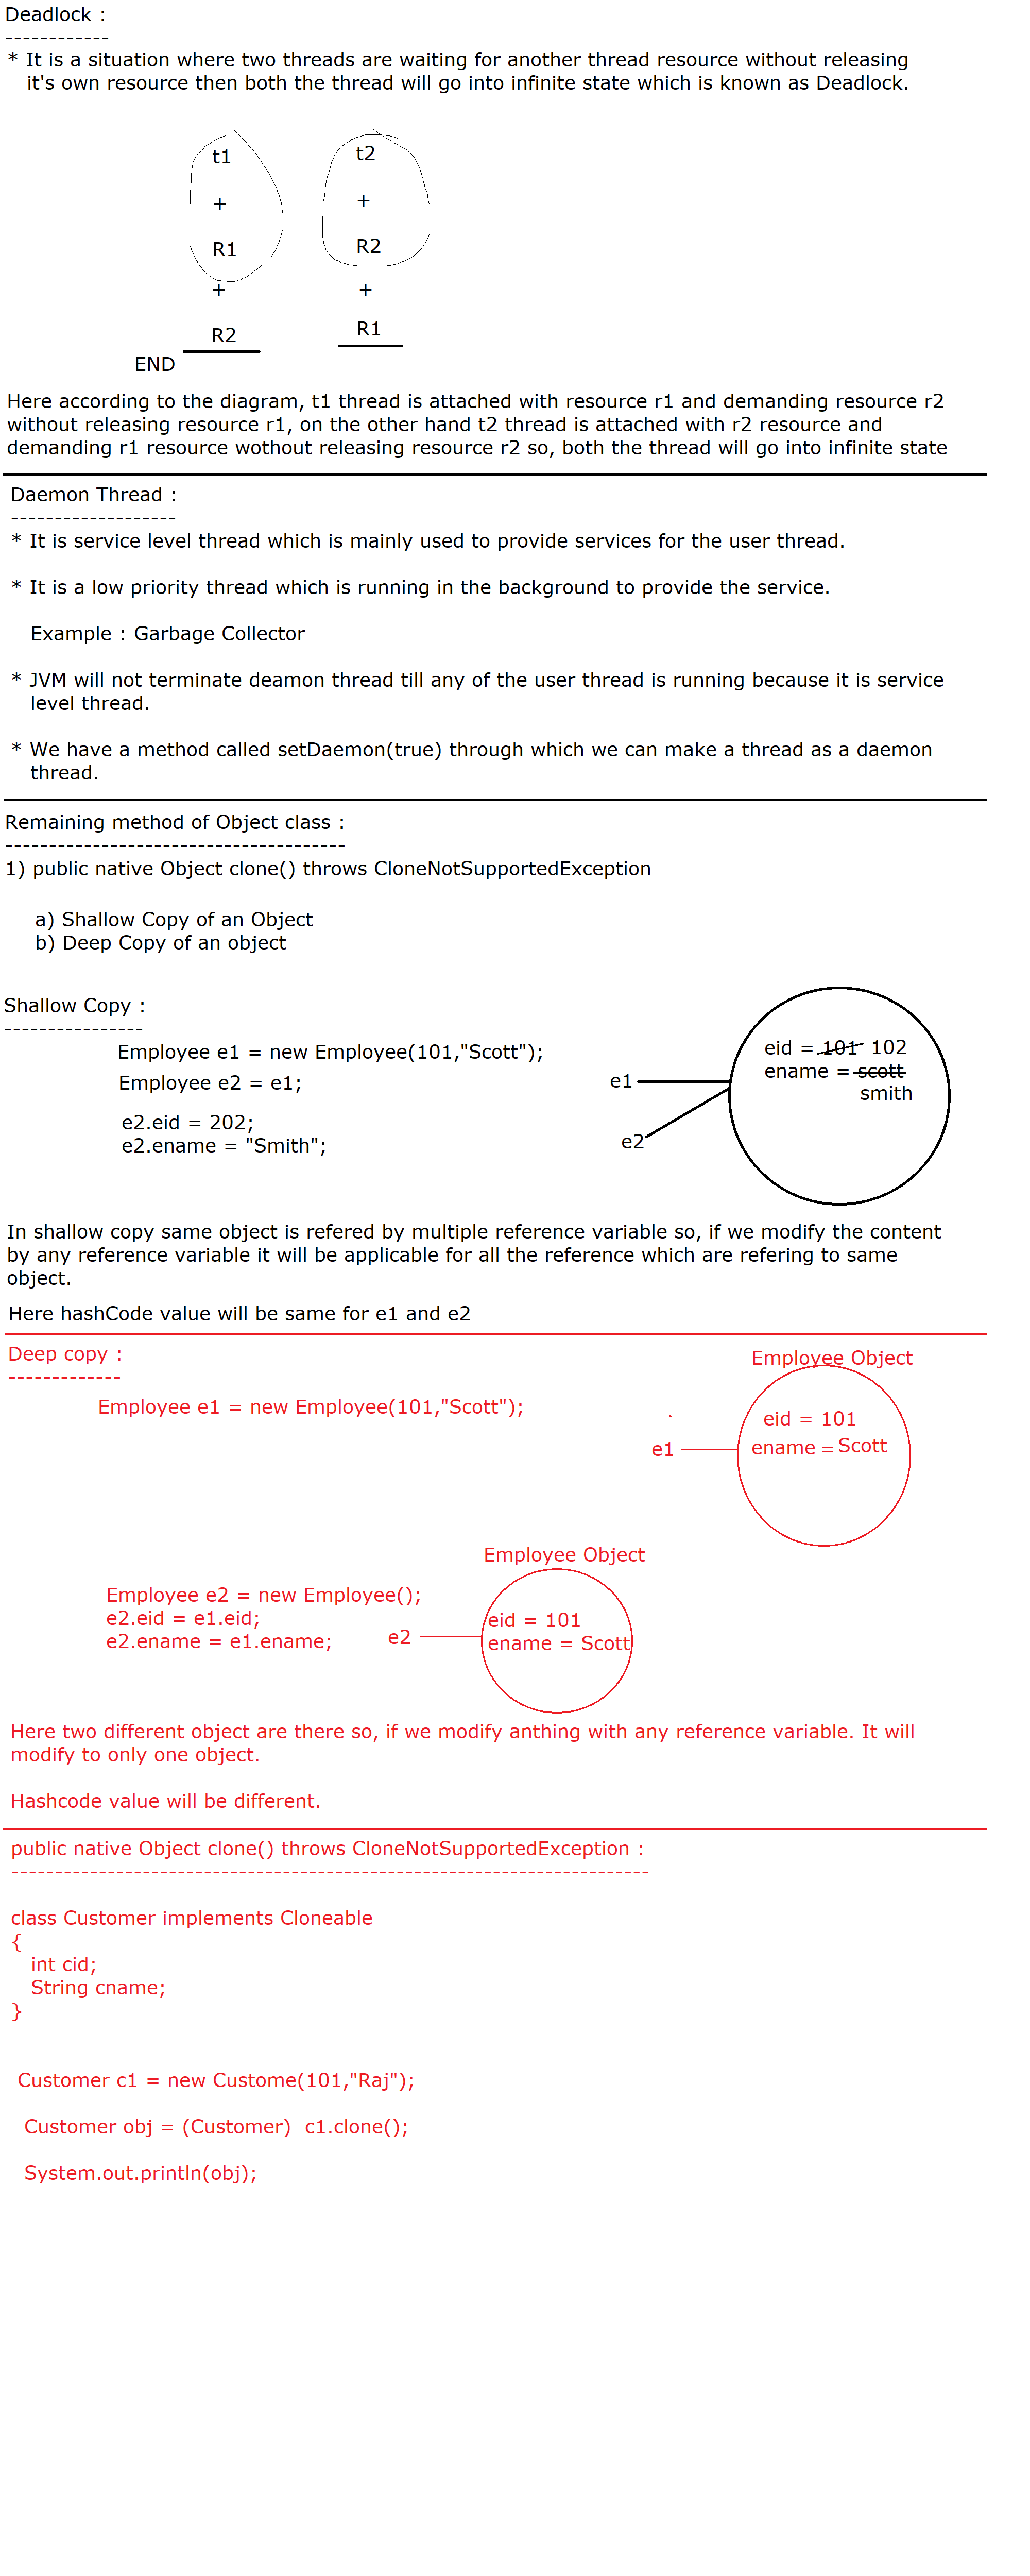 Deadlock :
------------
* It is a situation where two threads are waiting for another thread resource without releasing
it's own resource then both the thread will go into infinite state which is known as Deadlock.
t1 t2
+ +
R1 R2
+ +
R2 R1
END
Here according to the diagram, t1 thread is attached with resource r1 and demanding resource r2
without releasing resource r1, on the other hand t2 thread is attached with r2 resource and
demanding r1 resource wothout releasing resource r2 so, both the thread will go into infinite state
Daemon Thread :
-------------------
* It is service level thread which is mainly used to provide services for the user thread.
* It is a low priority thread which is running in the background to provide the service.
Example : Garbage Collector
* JVM will not terminate deamon thread till any of the user thread is running because it is service
level thread.
* We have a method called setDaemon(true) through which we can make a thread as a daemon
thread.
Remaining method of Object class :
---------------------------------------
1) public native Object clone() throws CloneNotSupportedException
a) Shallow Copy of an Object
b) Deep Copy of an object
Shallow Copy :
----------------
Employee e1 = new Employee(101,"Scott");
Employee e2 = e1;
e2.eid = 202;
e2.ename = "Smith";
e1
e2
eid = 101 102
ename = scott
smith
In shallow copy same object is refered by multiple reference variable so, if we modify the content
by any reference variable it will be applicable for all the reference which are refering to same
object.
Here hashCode value will be same for e1 and e2
Deep copy :
-------------
Employee e1 = new Employee(101,"Scott");
Employee Object
eid = 101
e1
ename = Scott
Employee Object
Employee e2 = new Employee();
e2.eid = e1.eid;
e2.ename = e1.ename;
e2
eid = 101
ename = Scott
Here two different object are there so, if we modify anthing with any reference variable. It will
modify to only one object.
Hashcode value will be different.
public native Object clone() throws CloneNotSupportedException :
-------------------------------------------------------------------------
class Customer implements Cloneable
{
int cid;
String cname;
}
Customer c1 = new Custome(101,"Raj");
Customer obj = (Customer) c1.clone();
System.out.println(obj);